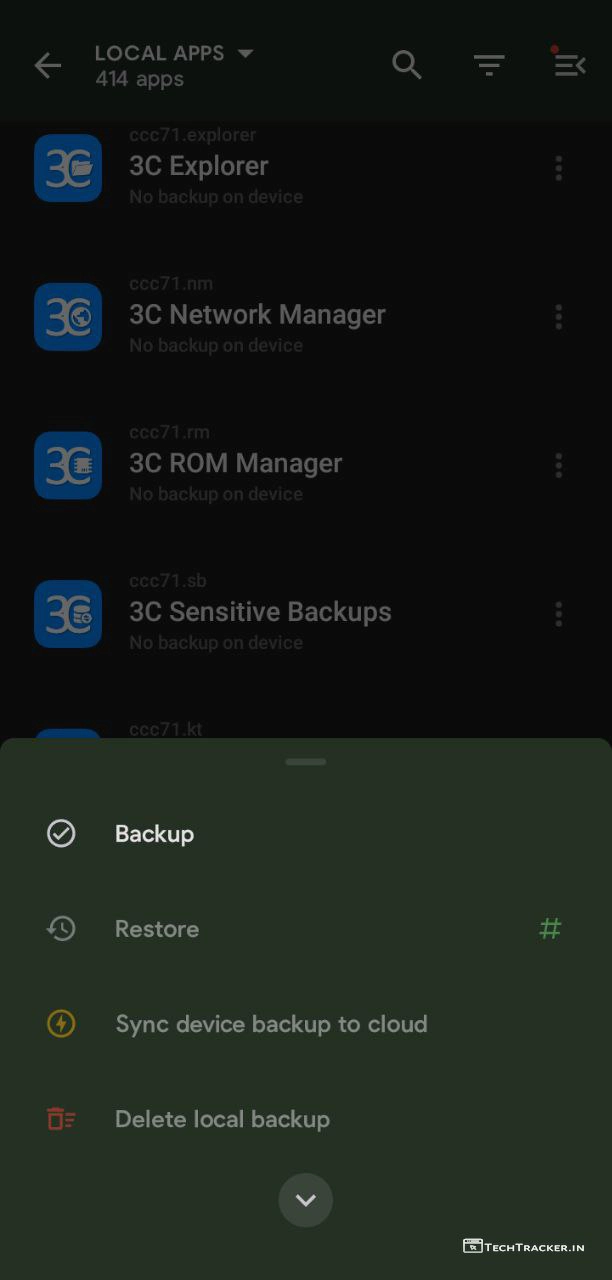 LOCAL APPS
414 apps
ccc71.explorer
3C Explorer
No backup on device
ccc71.nm
3C Network Manager
No backup on device
ccc71.rm
3C ROM Manager
No backup on device
ccc71.sb
3C Sensitive Backups
No backup on device
ccc71.kt
Backup
Restore
#
Sync device backup to cloud
Delete local backup
TECHTRACKER.IN